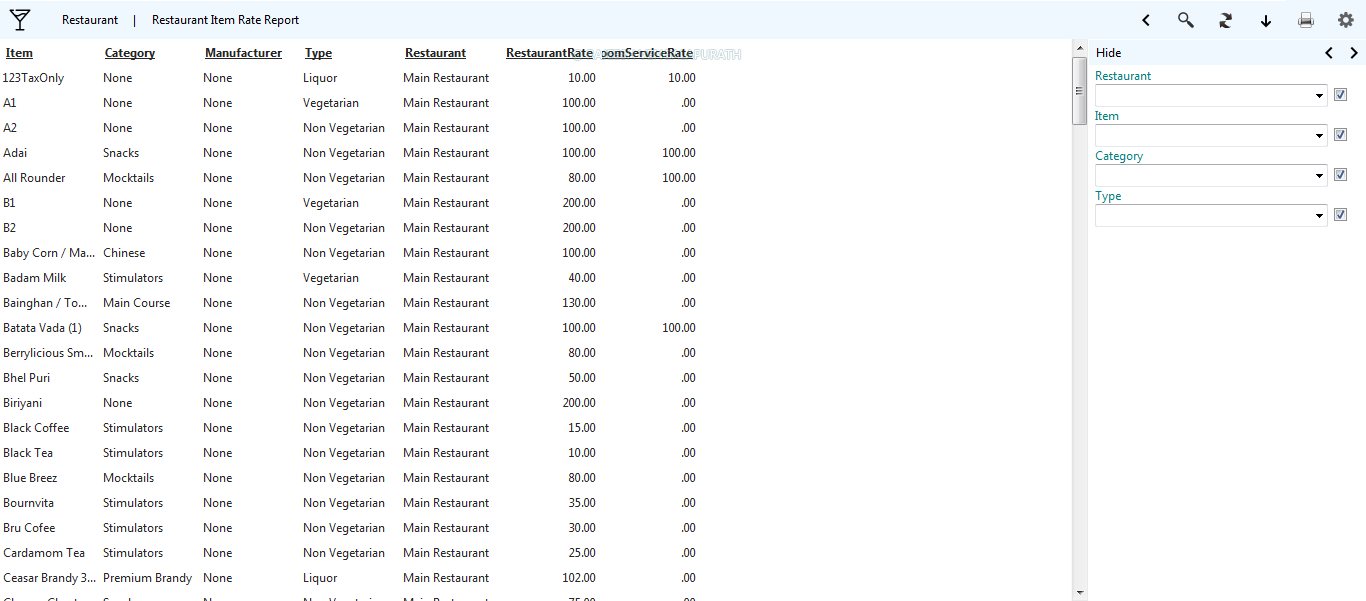 Restaurant | Restaurant Item Rate Report
Item Category Manufacturer Type Restaurant RestaurantRate RoomServiceRate
123TaxOnly None None Liquor Main Restaurant 10.00 10.00
A1 None None Vegetarian Main Restaurant 100.00 .00
A2 None None Non Vegetarian Main Restaurant 100.00 .00
Adai Snacks None Non Vegetarian Main Restaurant 100.00 100.00
All Rounder Mocktails None Non Vegetarian Main Restaurant 80.00 100.00
B1 None None Vegetarian Main Restaurant 200.00 .00
B2 None None Non Vegetarian Main Restaurant 200.00 .00
Baby Corn / Ma... Chinese None Non Vegetarian Main Restaurant 100.00 .00
Badam Milk Stimulators None Vegetarian Main Restaurant 40.00 .00
Bainghan / To... Main Course None Non Vegetarian Main Restaurant 130.00 .00
Batata Vada (1) Snacks None Non Vegetarian Main Restaurant 100.00 100.00
Berrylicious Sm... Mocktails None Non Vegetarian Main Restaurant 80.00 .00
Bhel Puri Snacks None Non Vegetarian Main Restaurant 50.00 .00
Biriyani None None Non Vegetarian Main Restaurant 200.00 .00
Black Coffee Stimulators None Non Vegetarian Main Restaurant 15.00 .00
Black Tea Stimulators None Non Vegetarian Main Restaurant 10.00 .00
Blue Breez Mocktails None Non Vegetarian Main Restaurant 80.00 .00
Bournvita Stimulators None Non Vegetarian Main Restaurant 35.00 .00
Bru Cofee Stimulators None Non Vegetarian Main Restaurant 30.00 .00
Cardamom Tea Stimulators None Non Vegetarian Main Restaurant 25.00 .00
Ceasar Brandy 3... Premium Brandy None Liquor Main Restaurant 102.00 .00
Hide
Restaurant
Item
Category
Type